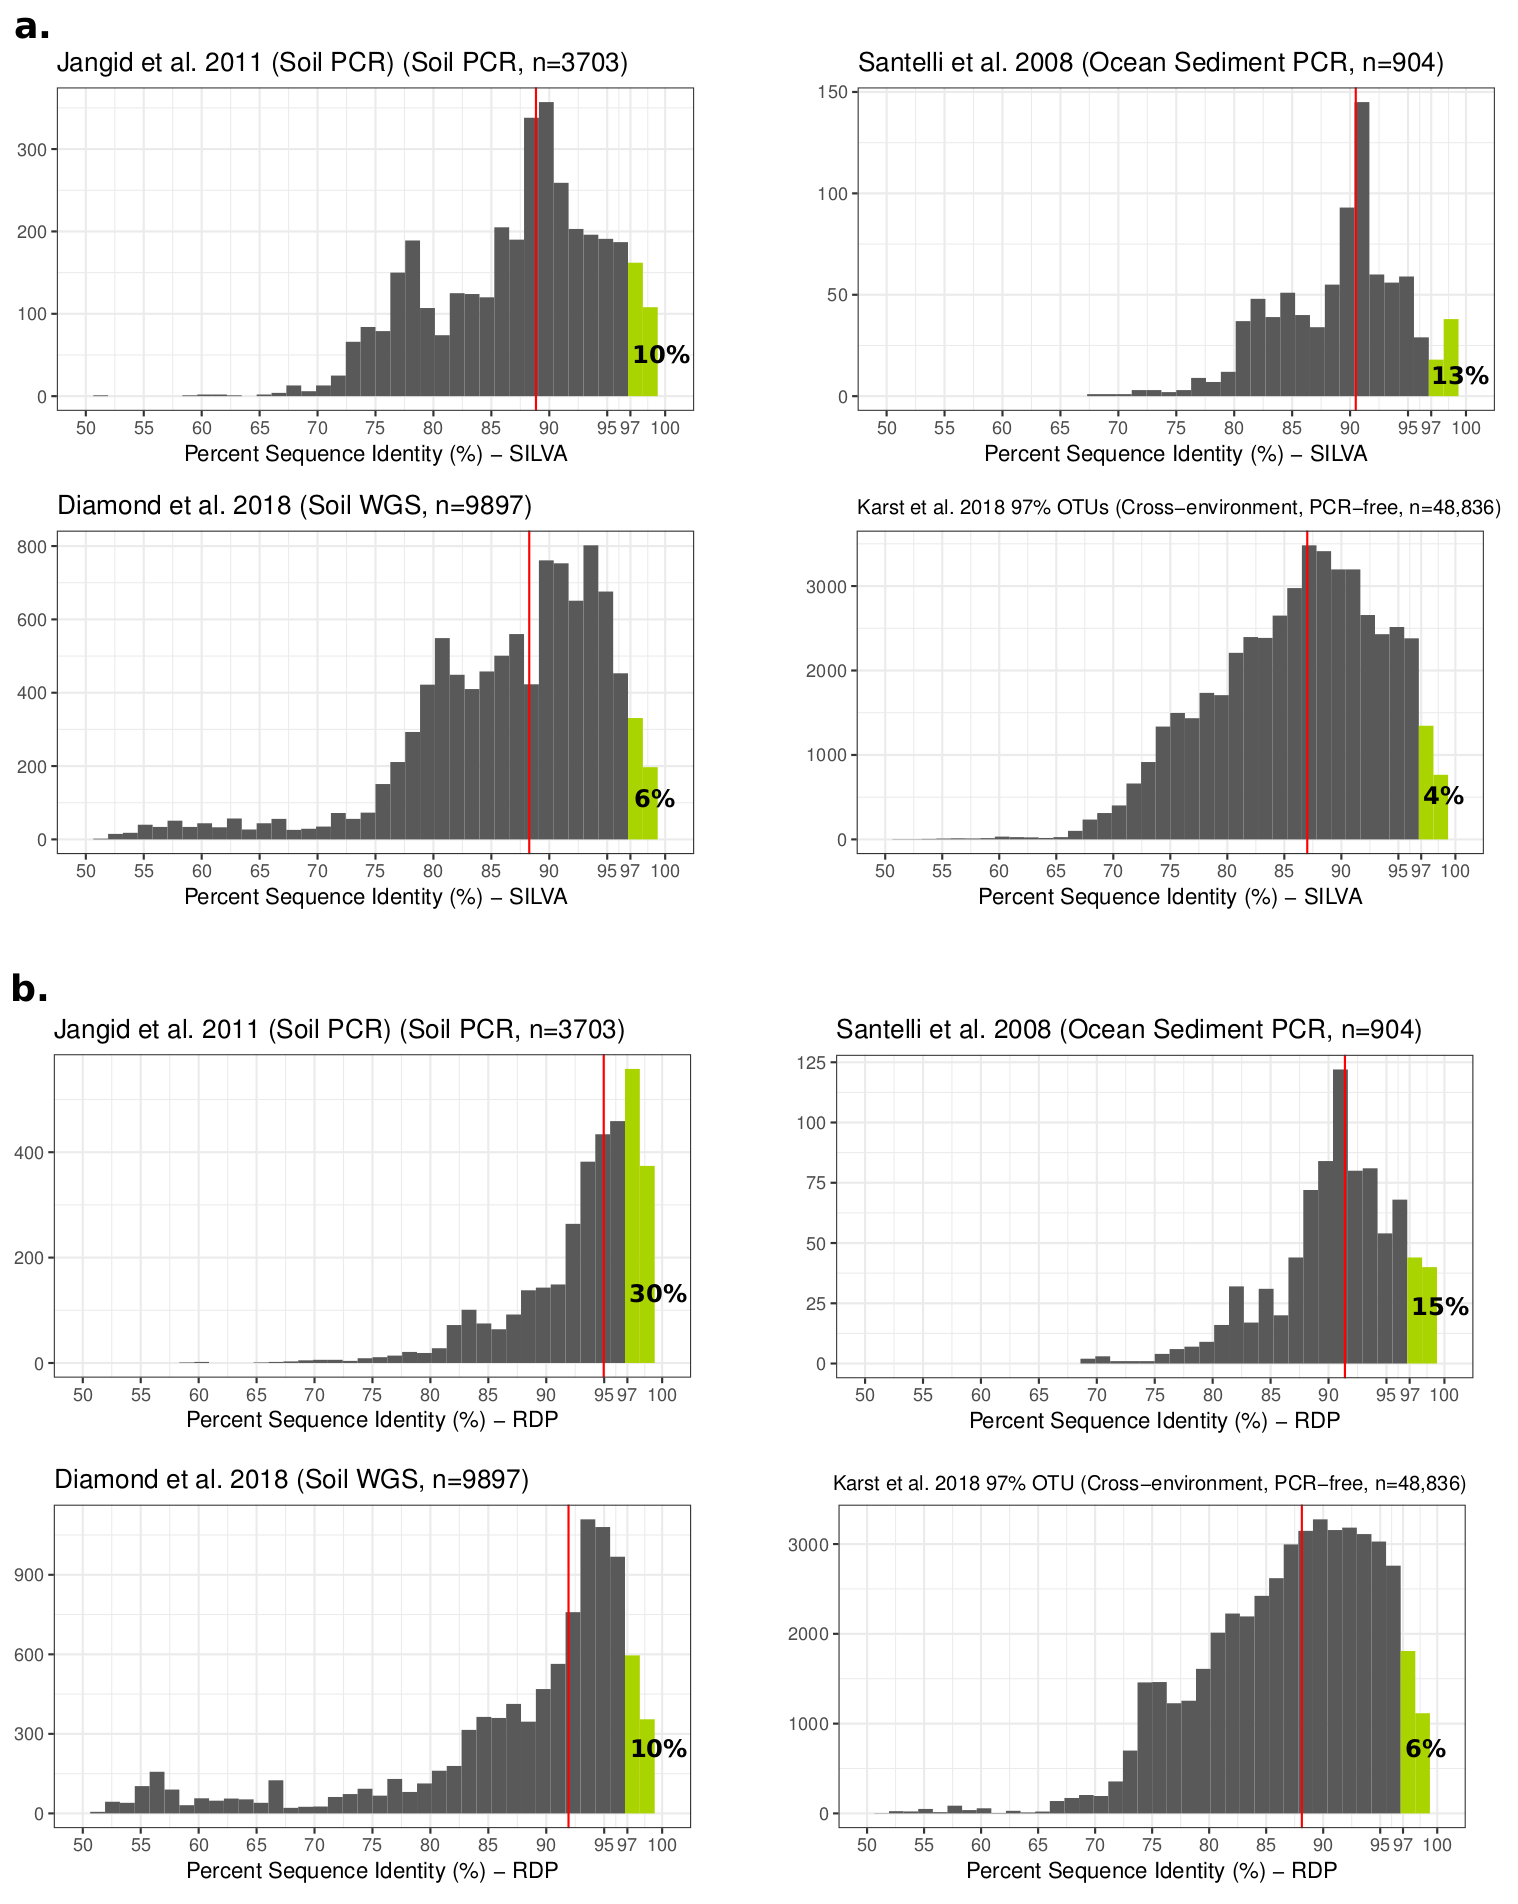 a.
Jangid et al. 2011 (Soil PCR) (Soil PCR, n=3703)
300
200
100
0
10%
50 55 60 65 70 75 80 85 90 95 97 100
Percent Sequence Identity (%) − SILVA
Santelli et al. 2008 (Ocean Sediment PCR, n=904)
150
100
50
0
13%
50 55 60 65 70 75 80 85 90 95 97 100
Percent Sequence Identity (%) − SILVA
Diamond et al. 2018 (Soil WGS, n=9897)
800
600
400
200
0
6%
50 55 60 65 70 75 80 85 90 95 97 100
Percent Sequence Identity (%) − SILVA
Karst et al. 2018 97% OTUs (Cross−environment, PCR−free, n=48,836)
3000
2000
1000
0
4%
50 55 60 65 70 75 80 85 90 95 97 100
Percent Sequence Identity (%) − SILVA
b.
Jangid et al. 2011 (Soil PCR) (Soil PCR, n=3703)
400
200
0
30%
50 55 60 65 70 75 80 85 90 95 97 100
Percent Sequence Identity (%) − RDP
Santelli et al. 2008 (Ocean Sediment PCR, n=904)
125
100
75
50
25
0
15%
50 55 60 65 70 75 80 85 90 95 97 100
Percent Sequence Identity (%) − RDP
Diamond et al. 2018 (Soil WGS, n=9897)
900
600
300
0
10%
50 55 60 65 70 75 80 85 90 95 97 100
Percent Sequence Identity (%) − RDP
Karst et al. 2018 97% OTU (Cross−environment, PCR−free, n=48,836)
3000
2000
1000
0
6%
50 55 60 65 70 75 80 85 90 95 97 100
Percent Sequence Identity (%) − RDP